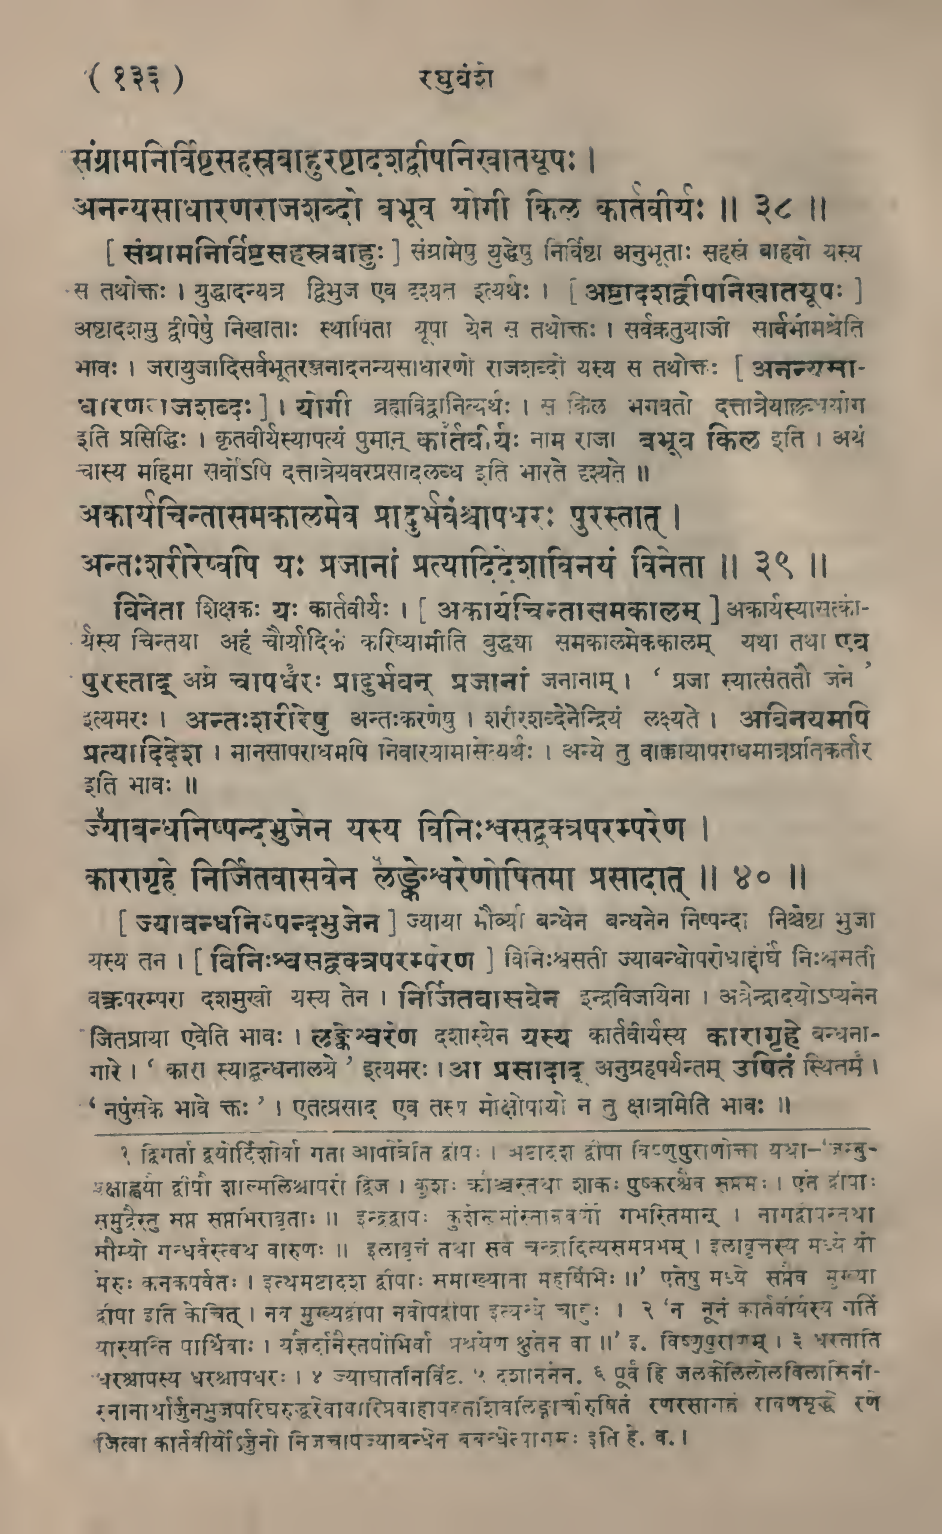 ( १३६ ) रघुवंशे
संग्रामनिर्विष्टसहस्रबाहुरष्टादशद्वीपनिखातयूपः ।
अनन्यसाधारणराजशब्दो बभूव योगी किल कार्तवीर्यः ॥ ३८ ॥
[ संग्रामनिर्विष्टसहस्रबाहुः ] संग्रामेषु युद्धेषु निर्विष्टा अनुभूताः सहस्रं बाहवो यस्य
स तथोक्तः । युद्धादन्यत्र द्विभुज एव दृश्यत इत्यर्थः । [ अष्टादशद्वीपनिखातयूपः ]
अष्टादशसु द्वीपेषु निखाताः स्थापिता यूपा येन स तथोक्तः । सर्वक्रतुयाजी सार्वभौमश्चेति
भावः । जरायुजादिसर्वभूतरञ्जनादनन्यसाधारणो राजशब्दो यस्य स तथोक्तः [ अनन्यसा-
धारणराजशब्दः ] । योगी ब्रह्मविद्वानित्यर्थः । स किल भगवतो दत्तात्रेयाल्लब्धयोग
इति प्रसिद्धिः । कृतवीर्यस्यापत्यं पुमान् कार्तवीर्यः नाम राजा बभूव किल इति । अयं
चास्य महिमा सर्वोऽपि दत्तात्रेयवरप्रसादलब्ध इति भारते दृश्यते ॥
अकार्यचिन्तासमकालमेव प्रादुर्भवंश्चापधरः पुरस्तात् ।
अन्तःशरीरेष्वपि यः प्रजानां प्रत्यादिदेशाविनयं विनेता ॥ ३९ ॥
विनेता शिक्षकः यः कार्तवीर्यः । [ अकार्यचिन्तासमकालम् ] अकार्यस्यासत्का-
र्यस्य चिन्तया अहं चौर्यादिकं करिष्यामीति बुद्ध्या समकालमेककालम् यथा तथा एव
पुरस्ताद् अग्रे चापधरः प्रादुर्भवन् प्रजानां जनानाम् । ' प्रजा स्यात्संततौ जने '
इत्यमरः । अन्तःशरीरेषु अन्तःकरणेषु । शरीरशब्देनेन्द्रियं लक्ष्यते । अविनयमपि
प्रत्यादिदेश । मानसापराधमपि निवारयामासेत्यर्थः । अन्ये तु वाक्कायापराधमात्रप्रतिकर्तार
इति भावः ॥
ज्याबन्धनिष्पन्दभुजेन यस्य विनिःश्वसद्वक्त्रपरम्परेण ।
कारागृहे निर्जितवासवेन लङ्केश्वरेणोषितमा प्रसादात् ॥ ४० ॥
[ ज्याबन्धनिष्पन्दभुजेन ] ज्याया मौर्व्या बन्धेन बन्धनेन निष्पन्दा निश्चेष्टा भुजा
यस्य तेन । [ विनिःश्वसद्वक्त्रपरम्परेण ] विनिःश्वसती ज्याबन्धोपरोधाद्दीर्घं निःश्वसती
वक्त्रपरम्परा दशमुखी यस्य तेन । निर्जितवासवेन इन्द्रविजयिना । अत्रेन्द्रादयोऽप्यनेन
जितप्राया एवेति भावः । लङ्केश्वरेण दशास्येन यस्य कार्तवीर्यस्य कारागृहे बन्धना-
गारे । ' कारा स्याद्बन्धनालये ' इत्यमरः । आ प्रसादाद् अनुग्रहपर्यन्तम् उषितं स्थितम् ।
' नपुंसके भावे क्तः ' । एतत्प्रसाद एव तस्य मोक्षोपायो न तु क्षात्रमिति भावः ॥
१ द्विगर्ता द्वयोर्दिशोर्वा गता आपोऽत्रेति द्वीपः । अष्टादश द्वीपा विष्णुपुराणोक्ता यथा–'जम्बु-
प्लक्षाह्वयौ द्वीपौ शाल्मलिश्चापरो द्विज । कुशः क्रौञ्चस्तथा शाकः पुष्करश्चैव सप्तमः । एते द्वीपाः
समुद्रैस्तु सप्त सप्तभिरावृताः ॥ इन्द्रद्वीपः कशेरूमांस्ताम्रवर्णो गभस्तिमान् । नागद्वीपस्तथा
सौम्यो गन्धर्वस्त्वथ वारुणः ॥ इलावृत्तं तथा सर्वं चन्द्रादित्यसमप्रभम् । इलावृत्तस्य मध्ये यो
मेरुः कनकपर्वतः । इत्थमष्टादश द्वीपाः समाख्याता महर्षिभिः ॥' एतेषु मध्ये सप्तैव मुख्या
द्वीपा इति केचित् । नव मुख्यद्वीपा नवोपद्वीपा इत्यन्ये चाहुः । २ 'न नूनं कार्तवीर्यस्य गतिं
यास्यन्ति पार्थिवाः । यज्ञैर्दानैस्तपोभिर्वा प्रश्रयेण श्रुतेन वा ॥' इ. विष्णुपुराणम् । ३ धरतीति
धरश्चापस्य धरश्चापधरः । ४ ज्याघातनिर्विष्ट. ५ दशाननेन. ६ पूर्वं हि जलकेलिलोलविलासिनी-
रनानार्थार्जुनभुजपरिघरुद्धरेवावारिप्रवाहापहृतशिवलिङ्गार्चारुषितं रणरसागतं रावणमृद्धे रणे
जित्वा कार्तवीर्योऽर्जुनो निजचापज्याबन्धेन बबन्धेत्यागमः इति हे. व. ।